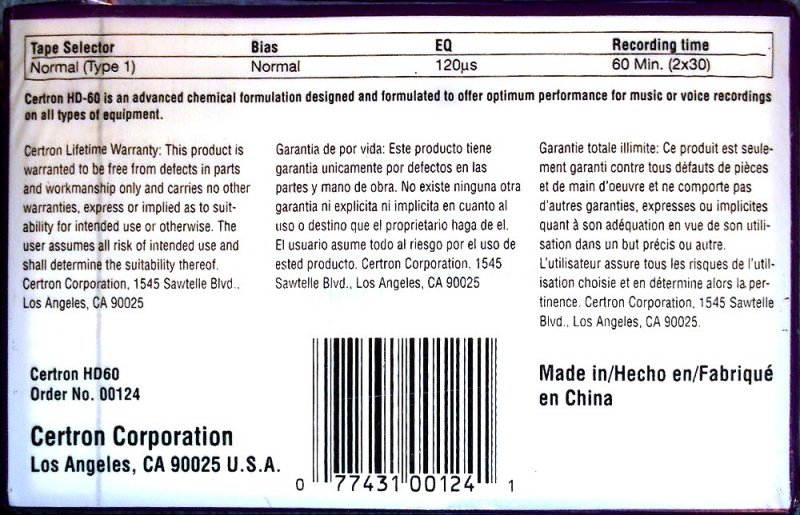 Tape Selector Bias EQ Recording time
Normal (Type 1) Normal 120µs 60 Min. (2x30)
Certron HD-60 is an advanced chemical formulation designed and formulated to offer optimum performance for music or voice recordings
on all types of equipment.
Certron Lifetime Warranty: This product is
warranted to be free from defects in parts
and workmanship only and carries no other
warranties, express or implied as to suit-
ability for intended use or otherwise. The
user assumes all risk of intended use and
shall determine the suitability thereof.
Certron Corporation, 1545 Sawtelle Blvd.,
Los Angeles, CA 90025
Garantia de por vida: Este producto tiene
garantia unicamente por defectos en las
partes y mano de obra. No existe ninguna otra
garantia ni explicita ni implicita en cuanto al
uso o destino que el proprietario haga de el.
El usuario asume todo al riesgo por el uso de
ested producto. Certron Corporation. 1545
Sawtelle Blvd., Los Angeles, CA 90025
Garantie totale illimite: Ce produit est seule-
ment garanti contre tous défauts de pièces
et de main d'oeuvre et ne comporte pas
d'autres garanties, expresses ou implicites
quant à son adéquation en vue de son utili-
sation dans un but précis ou autre.
L'utilisateur assure tous les risques de l'util-
isation choisie et en détermine alors la per-
tinence. Certron Corporation, 1545 Sawtelle
Blvd., Los Angeles, CA 90025.
Certron HD60
Order No. 00124
Certron Corporation
Los Angeles, CA 90025 U.S.A.
0 77431 00124 1
Made in/Hecho en/Fabriqué
en China